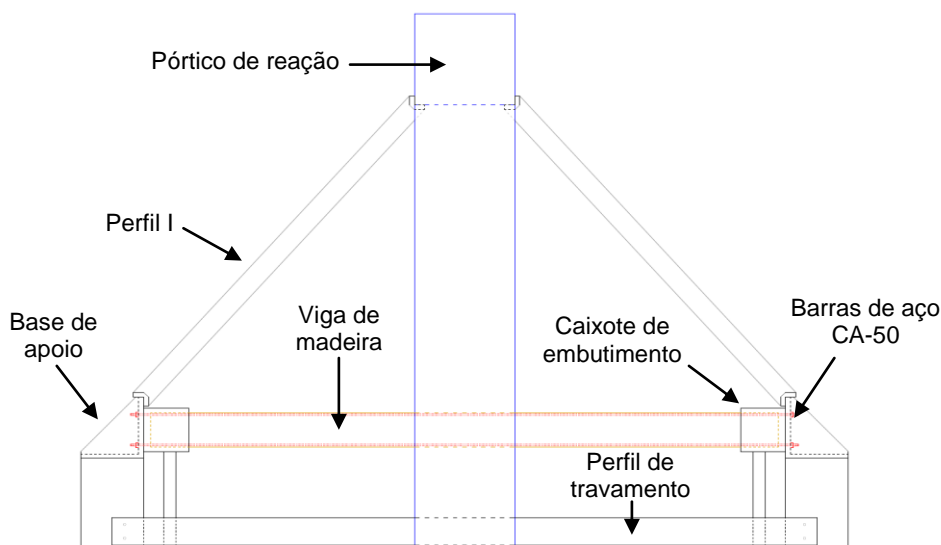 Pórtico de reação
Perfil I
Base de
apoio
Viga de
madeira
Caixote de
embutimento
Barras de aço
CA-50
Perfil de
travamento